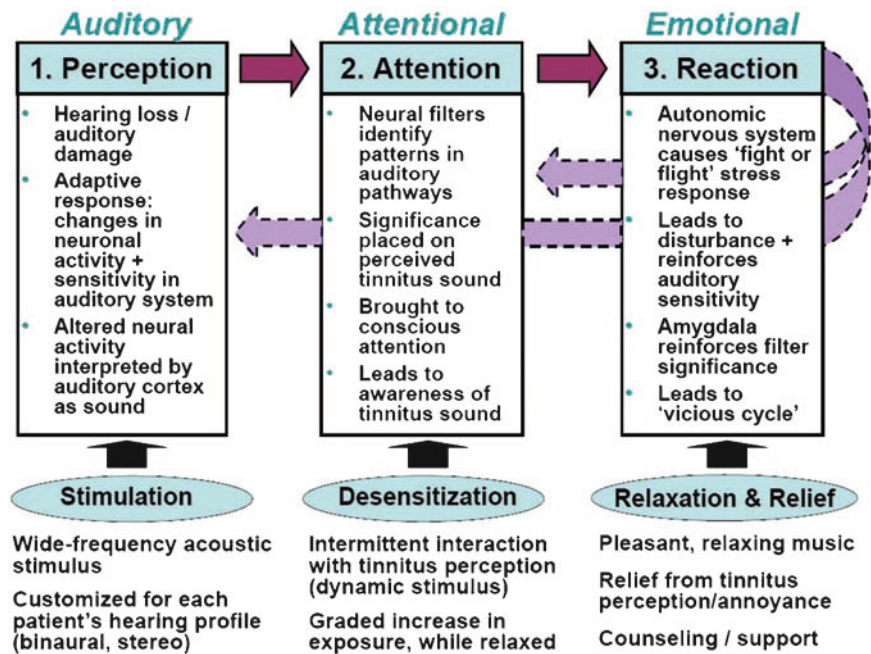 Auditory
1. Perception
• Hearing loss /
auditory
damage
• Adaptive
response:
changes in
neuronal
activity +
sensitivity in
auditory system
• Altered neural
activity
interpreted by
auditory cortex
as sound
Stimulation
Wide-frequency acoustic
stimulus
Customized for each
patient's hearing profile
(binaural, stereo)
Attentional
2. Attention
• Neural filters
identify
patterns in
auditory
pathways
• Significance
placed on
perceived
tinnitus sound
• Brought to
conscious
attention
• Leads to
awareness of
tinnitus sound
Desensitization
Intermittent interaction
with tinnitus perception
(dynamic stimulus)
Graded increase in
exposure, while relaxed
Emotional
3. Reaction
• Autonomic
nervous system
causes 'fight or
flight' stress
response
• Leads to
disturbance +
reinforces
auditory
sensitivity
• Amygdala
reinforces filter
significance
• Leads to
'vicious cycle'
Relaxation & Relief
Pleasant, relaxing music
Relief from tinnitus
perception/annoyance
Counseling / support